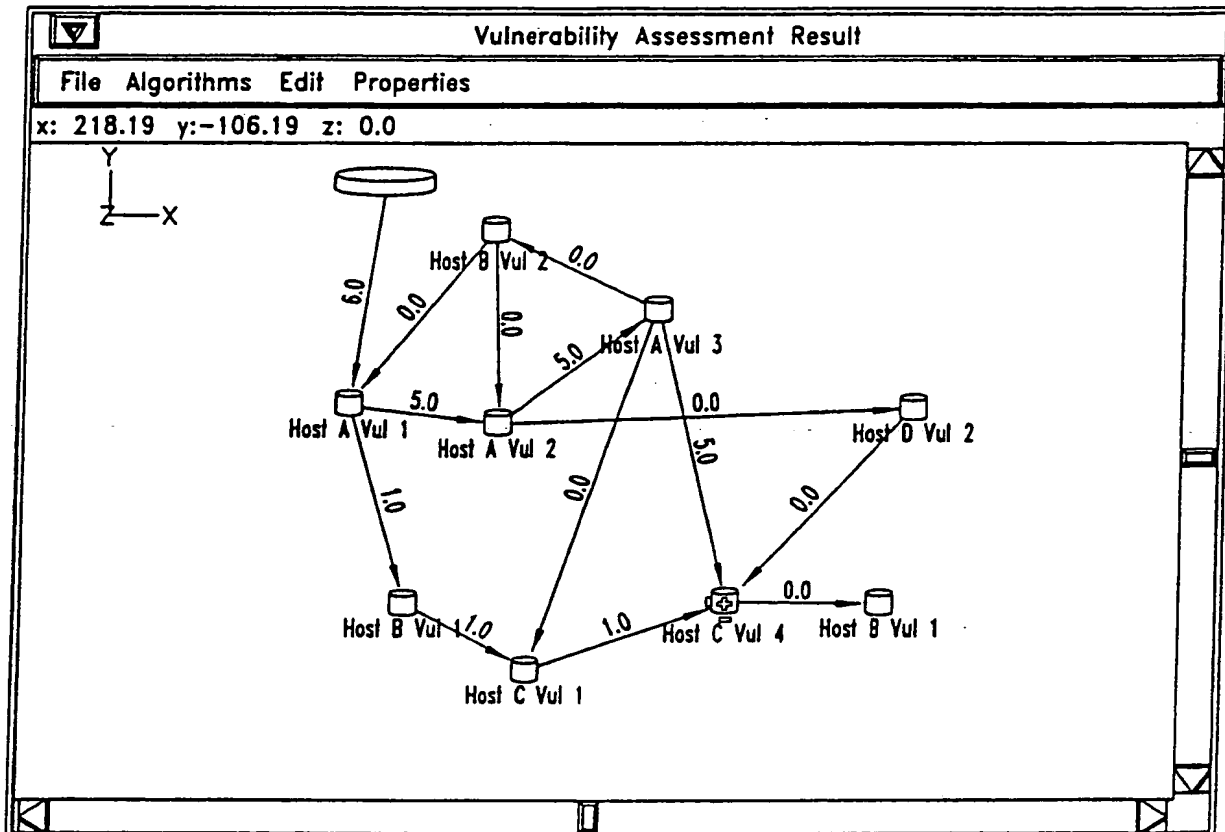 Vulnerability Assessment Result
File Algorithms Edit Properties
x: 218.19 y:-106.19 z: 0.0
Y
Z X
Host B Vul 2
0.0
6.0
0.0
0.0
Host A Vul 3
5.0
Host A Vul 1
5.0
Host A Vul 2
0.0
Host D Vul 2
5.0
1.0
0.0
0.0
Host B Vul 1
1.0
1.0
Host C Vul 4
0.0
Host B Vul 1
Host C Vul 1